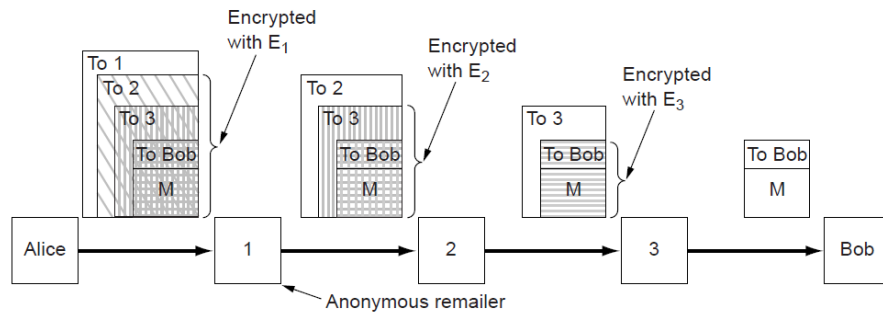 Encrypted
with E1
To 1
To 2
To 3
To Bob
M
Encrypted
with E2
To 2
To 3
To Bob
M
Encrypted
with E3
To 3
To Bob
M
To Bob
M
Alice
1
2
3
Bob
Anonymous remailer